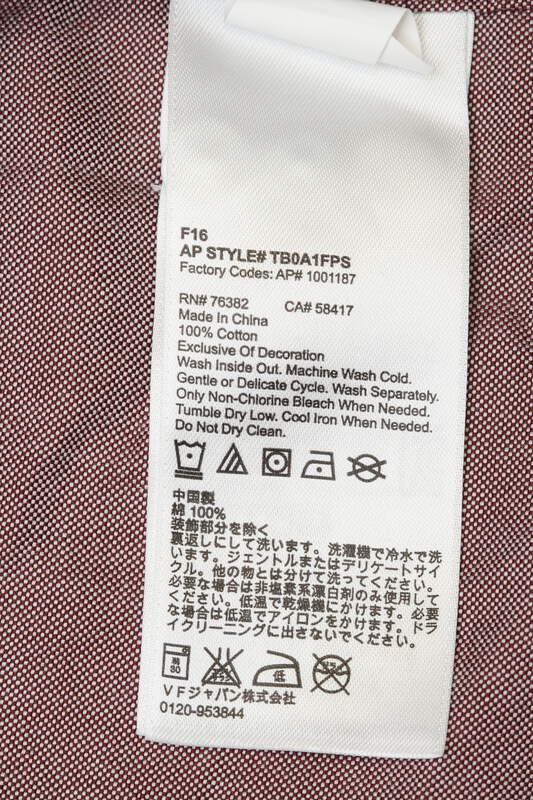 F16
AP STYLE# TB0A1FPS
Factory Codes: AP# 1001187
RN# 76382 CA# 58417
Made In China
100% Cotton
Exclusive Of Decoration
Wash Inside Out. Machine Wash Cold.
Gentle or Delicate Cycle. Wash Separately.
Only Non-Chlorine Bleach When Needed.
Tumble Dry Low. Cool Iron When Needed.
Do Not Dry Clean.
中国製
綿 100%
装飾部分を除く
裏返しにして洗います。洗濯機で冷水で洗
います。ジェントルまたはデリケートサイ
クル。他の物とは分けて洗ってください。
必要な場合は非塩素系漂白剤のみ使用して
ください。低温で乾燥機にかけます。必要
な場合は低温でアイロンをかけます。ドラ
イクリーニングに出さないでください。
弱 30 エンソ サラシ 低 ドライ
VFジャパン株式会社
0120-953844